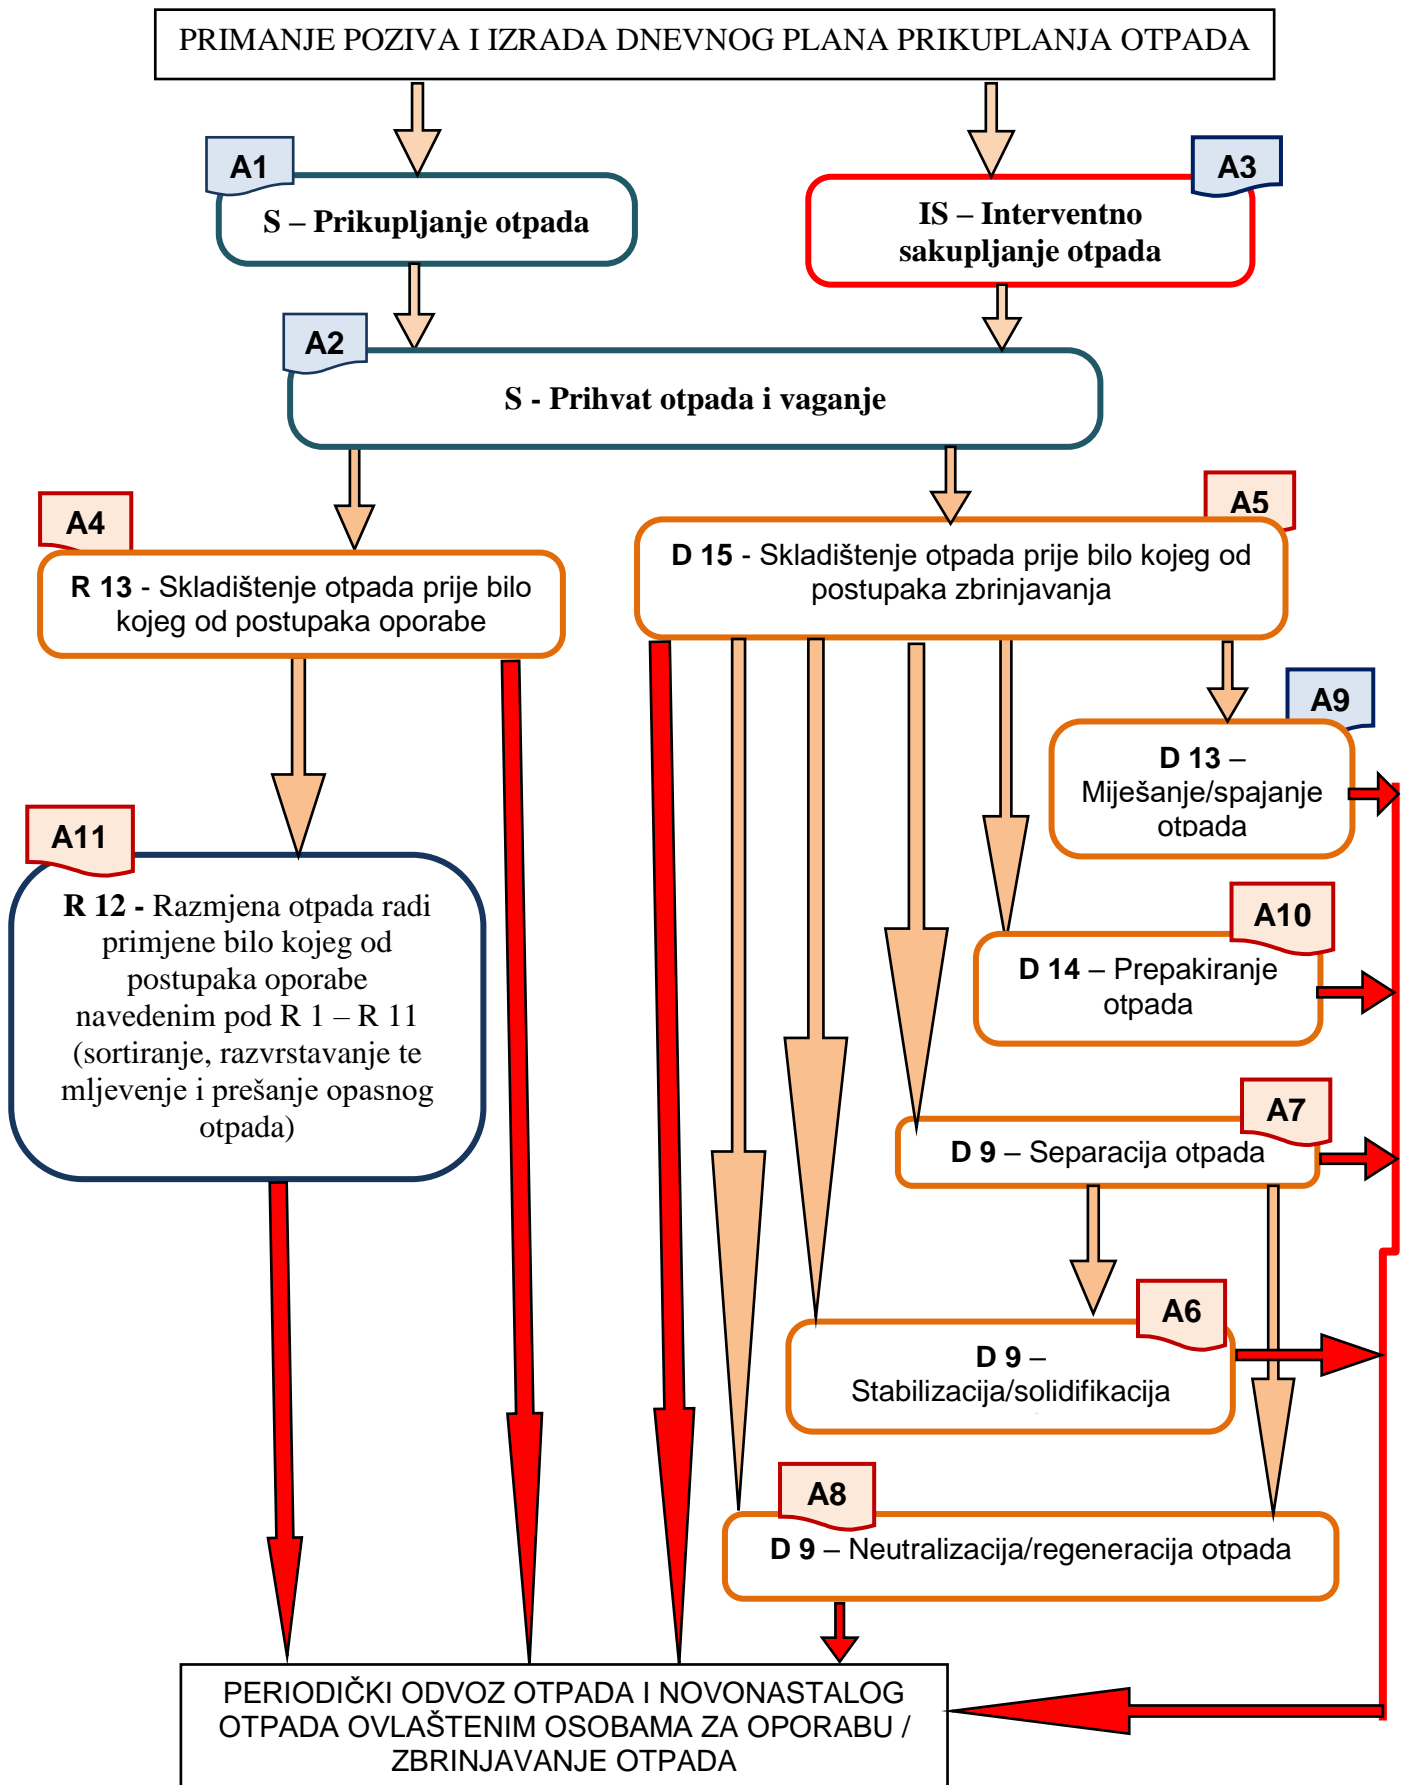 PRIMANJE POZIVA I IZRADA DNEVNOG PLANA PRIKUPLANJA OTPADA
A1
S – Prikupljanje otpada
A3
IS – Interventno
sakupljanje otpada
A2
S - Prihvat otpada i vaganje
A4
R 13 - Skladištenje otpada prije bilo
kojeg od postupaka oporabe
A5
D 15 - Skladištenje otpada prije bilo kojeg od
postupaka zbrinjavanja
A9
D 13 –
Miješanje/spajanje
otpada
A11
R 12 - Razmjena otpada radi
primjene bilo kojeg od
postupaka oporabe
navedenim pod R 1 – R 11
(sortiranje, razvrstavanje te
mljevenje i prešanje opasnog
otpada)
A10
D 14 – Prepakiranje
otpada
A7
D 9 – Separacija otpada
A6
D 9 –
Stabilizacija/solidifikacija
A8
D 9 – Neutralizacija/regeneracija otpada
PERIODIČKI ODVOZ OTPADA I NOVONASTALOG
OTPADA OVLAŠTENIM OSOBAMA ZA OPORABU /
ZBRINJAVANJE OTPADA